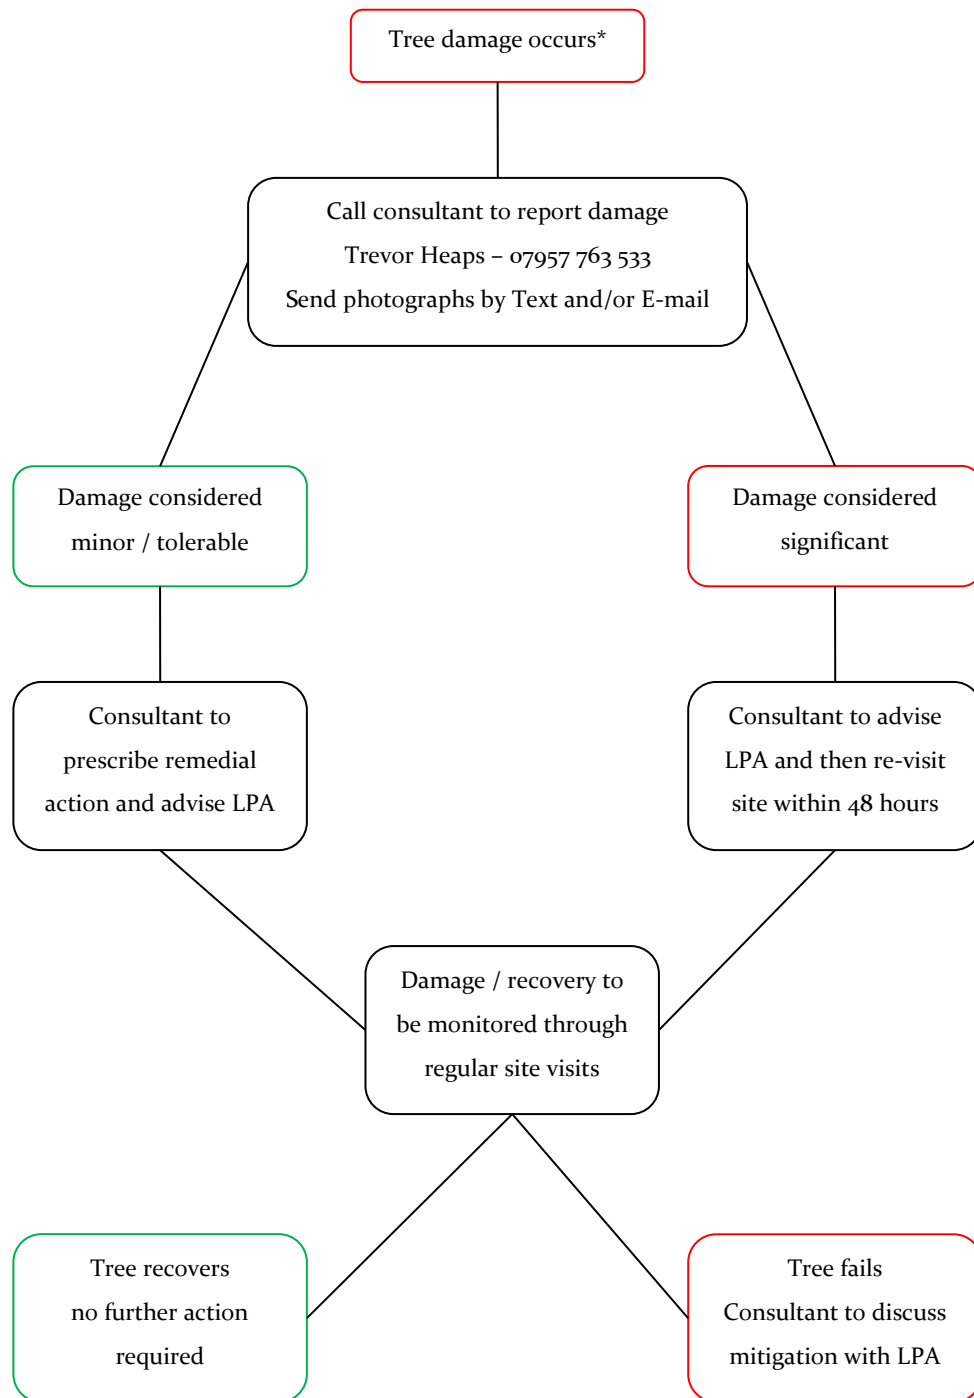 Tree damage occurs*
Call consultant to report damage
Trevor Heaps – 07957 763 533
Send photographs by Text and/or E-mail
Damage considered
minor / tolerable
Damage considered
significant
Consultant to
prescribe remedial
action and advise LPA
Consultant to advise
LPA and then re-visit
site within 48 hours
Damage / recovery to
be monitored through
regular site visits
Tree recovers
no further action
required
Tree fails
Consultant to discuss
mitigation with LPA